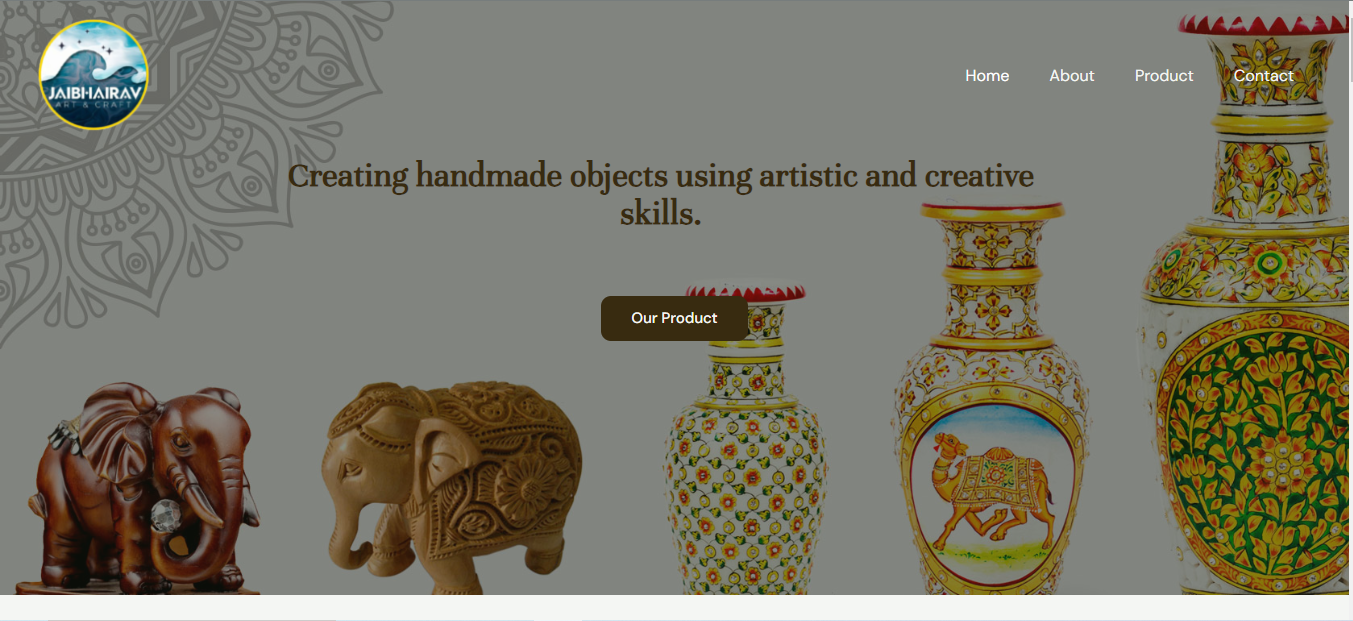 JAIBHAIRAV
ART & CRAFT
Home About Product Contact
Creating handmade objects using artistic and creative
skills.
Our Product